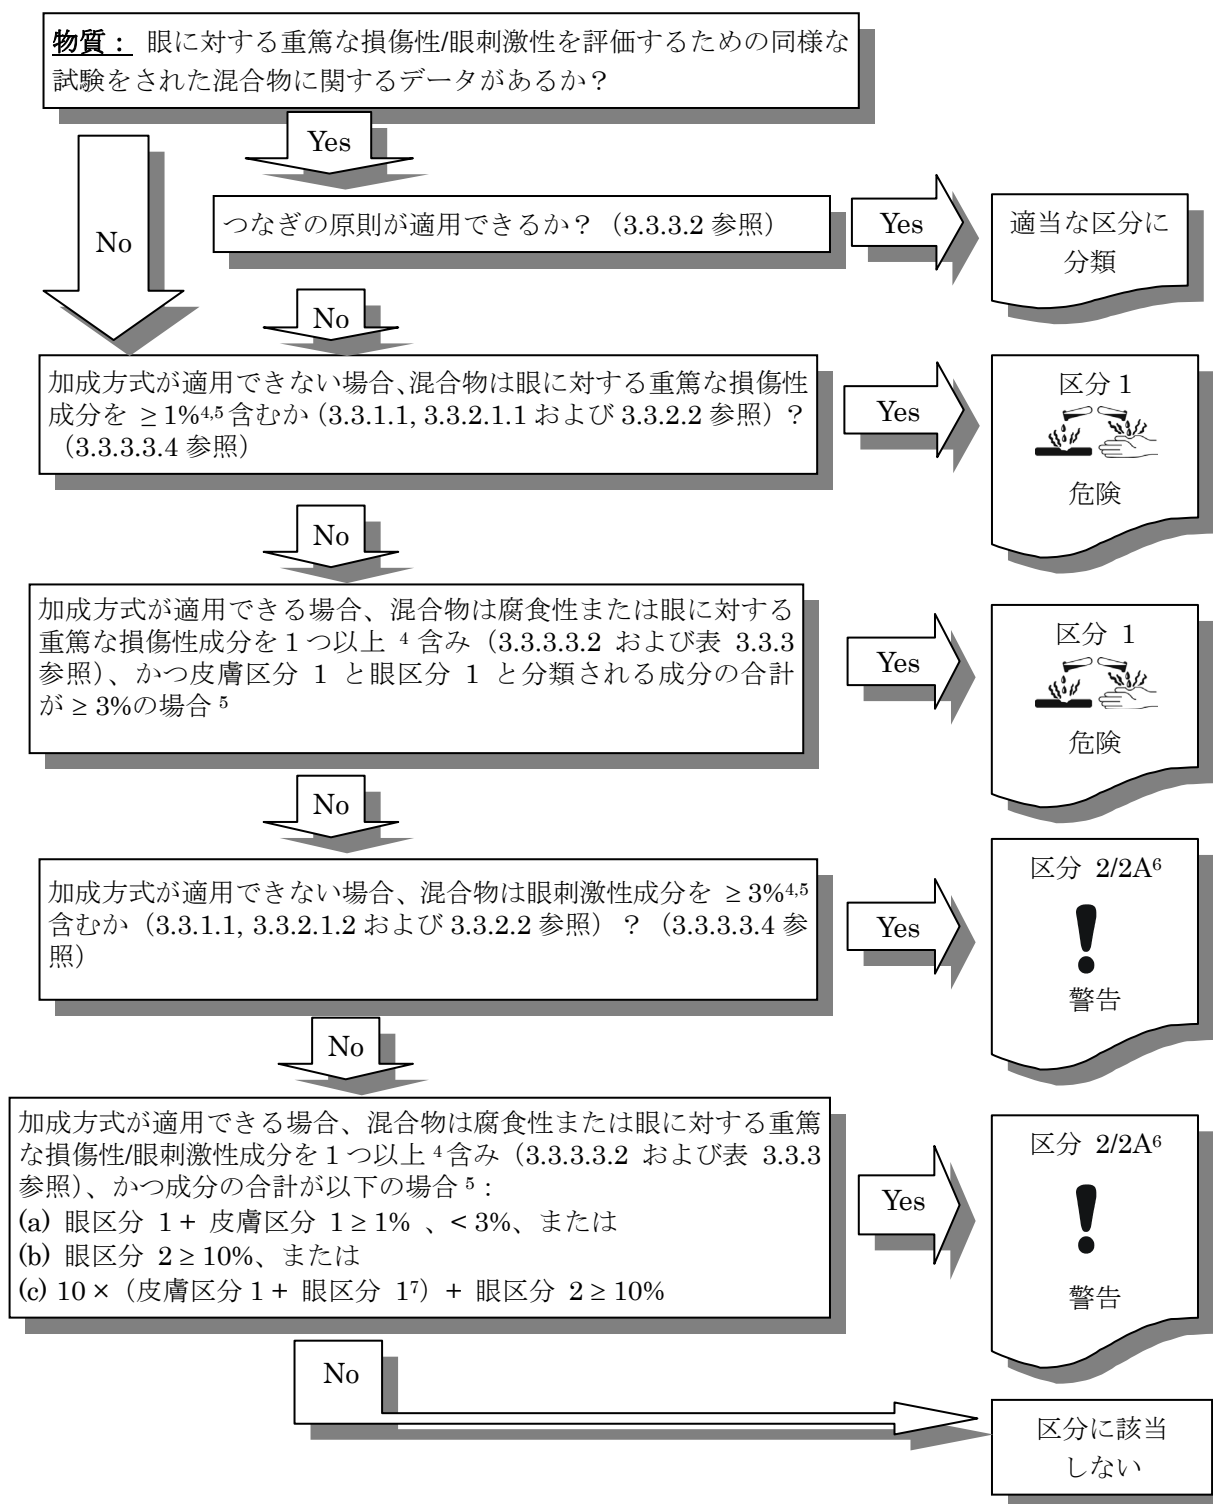 物質： 眼に対する重篤な損傷性/眼刺激性を評価するための同様な
試験をされた混合物に関するデータがあるか？
Yes
No
つなぎの原則が適用できるか？（3.3.3.2 参照）
Yes
適当な区分に
分類
No
加成方式が適用できない場合、混合物は眼に対する重篤な損傷性
成分を ≥ 1%4,5 含むか（3.3.1.1, 3.3.2.1.1 および 3.3.2.2 参照）？
（3.3.3.3.4 参照）
Yes
区分 1
危険
No
加成方式が適用できる場合、混合物は腐食性または眼に対する
重篤な損傷性成分を 1 つ以上 4 含み（3.3.3.3.2 および表 3.3.3
参照）、かつ皮膚区分 1 と眼区分 1 と分類される成分の合計
が ≥ 3%の場合 5
Yes
区分 1
危険
No
加成方式が適用できない場合、混合物は眼刺激性成分を ≥ 3%4,5
含むか（3.3.1.1, 3.3.2.1.2 および 3.3.2.2 参照）？（3.3.3.3.4 参
照）
Yes
区分 2/2A6
警告
No
加成方式が適用できる場合、混合物は腐食性または眼に対する重篤
な損傷性/眼刺激性成分を 1 つ以上 4 含み（3.3.3.3.2 および表 3.3.3
参照）、かつ成分の合計が以下の場合 5：
(a) 眼区分 1 + 皮膚区分 1 ≥ 1% 、< 3%、または
(b) 眼区分 2 ≥ 10%、または
(c) 10 ×（皮膚区分 1 + 眼区分 17）+ 眼区分 2 ≥ 10%
Yes
区分 2/2A6
警告
No
区分に該当
しない